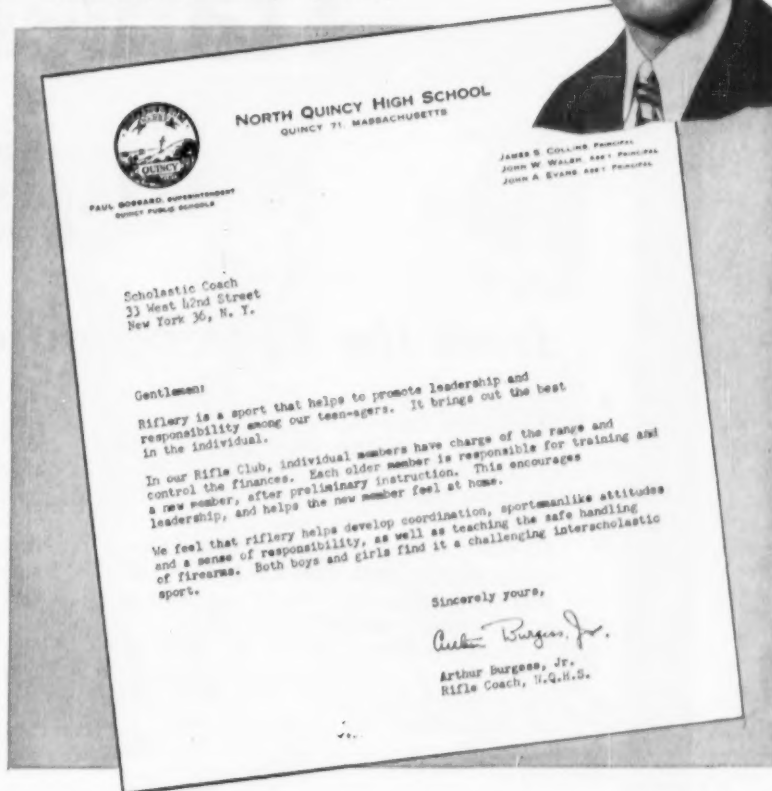 NORTH QUINCY HIGH SCHOOL
QUINCY 71, MASSACHUSETTS
QUINCY
PAUL GOSSARD, SUPERINTENDENT
QUINCY PUBLIC SCHOOLS
JAMES S. COLLINS, PRINCIPAL
JOHN W. WALSH, ASS'T PRINCIPAL
JOHN A. EVANS, ASS'T PRINCIPAL
Scholastic Coach
33 West 42nd Street
New York 36, N. Y.
Gentlemen:
Riflery is a sport that helps to promote leadership and
responsibility among our teen-agers. It brings out the best
in the individual.
In our Rifle Club, individual members have charge of the range and
control the finances. Each older member is responsible for training
a new member, after preliminary instruction. This encourages and
leadership, and helps the new member feel at home.
We feel that riflery helps develop coordination, sportsmanlike attitudes
and a sense of responsibility, as well as teaching the safe handling
of firearms. Both boys and girls find it a challenging interscholastic
sport.
Sincerely yours,
Arthur Burgess, Jr.
Arthur Burgess, Jr.
Rifle Coach, N.Q.H.S.